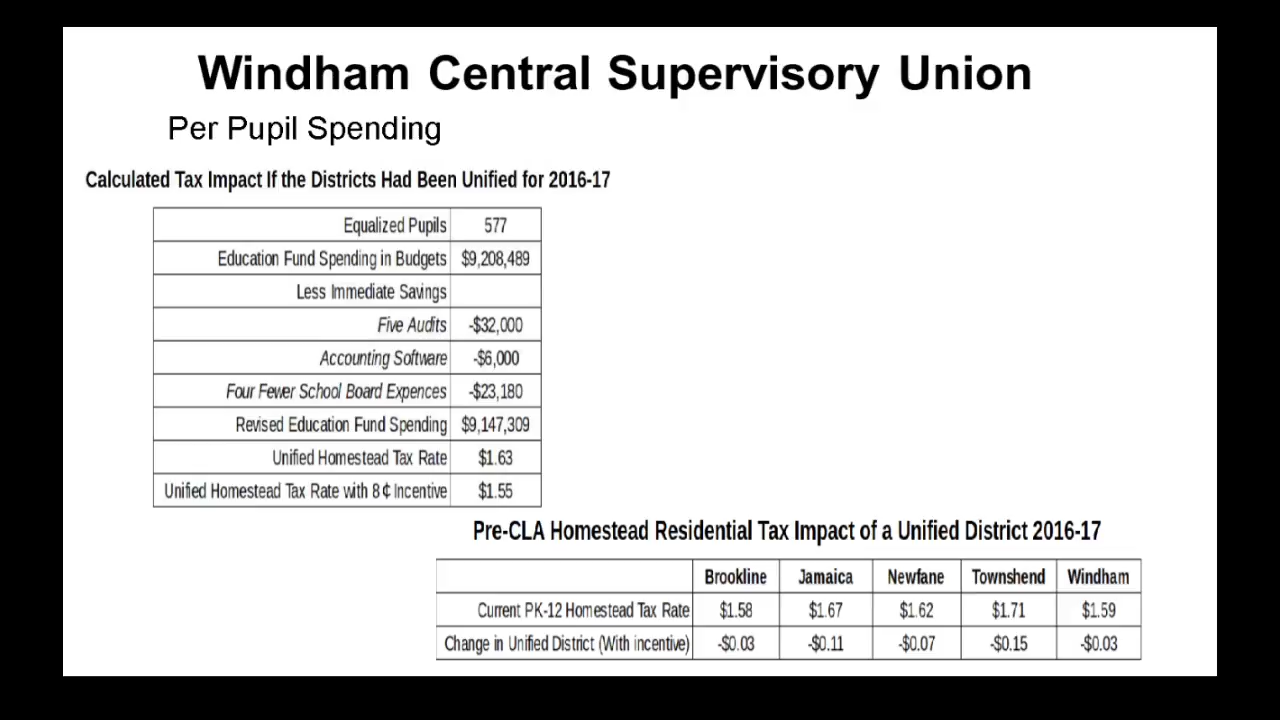 Windham Central Supervisory Union
Per Pupil Spending
Calculated Tax Impact If the Districts Had Been Unified for 2016-17
Equalized Pupils 577
Education Fund Spending in Budgets $9,208,489
Less Immediate Savings
Five Audits -$32,000
Accounting Software -$6,000
Four Fewer School Board Expences -$23,180
Revised Education Fund Spending $9,147,309
Unified Homestead Tax Rate $1.63
Unified Homestead Tax Rate with 8¢ Incentive $1.55
Pre-CLA Homestead Residential Tax Impact of a Unified District 2016-17
Brookline Jamaica Newfane Townshend Windham
Current PK-12 Homestead Tax Rate $1.58 $1.67 $1.62 $1.71 $1.59
Change in Unified District (With incentive) -$0.03 -$0.11 -$0.07 -$0.15 -$0.03